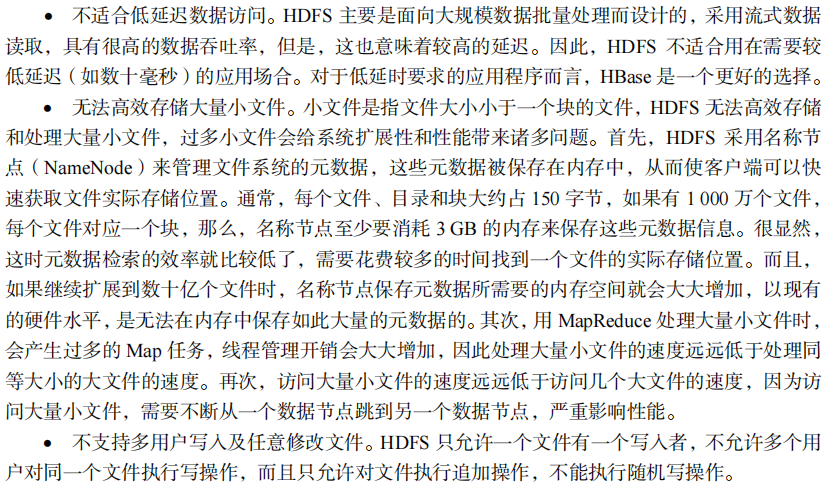 • 不适合低延迟数据访问。HDFS 主要是面向大规模数据批量处理而设计的，采用流式数据
读取，具有很高的数据吞吐率，但是，这也意味着较高的延迟。因此，HDFS 不适合用在需要较
低延迟（如数十毫秒）的应用场合。对于低延时要求的应用程序而言，HBase 是一个更好的选择。
• 无法高效存储大量小文件。小文件是指文件大小小于一个块的文件，HDFS 无法高效存储
和处理大量小文件，过多小文件会给系统扩展性和性能带来诸多问题。首先，HDFS 采用名称节
点（NameNode）来管理文件系统的元数据，这些元数据被保存在内存中，从而使客户端可以快
速获取文件实际存储位置。通常，每个文件、目录和块大约占 150 字节，如果有 1 000 万个文件，
每个文件对应一个块，那么，名称节点至少要消耗 3 GB 的内存来保存这些元数据信息。很显然，
这时元数据检索的效率就比较低了，需要花费较多的时间找到一个文件的实际存储位置。而且，
如果继续扩展到数十亿个文件时，名称节点保存元数据所需要的内存空间就会大大增加，以现有
的硬件水平，是无法在内存中保存如此大量的元数据的。其次，用 MapReduce 处理大量小文件时，
会产生过多的 Map 任务，线程管理开销会大大增加，因此处理大量小文件的速度远远低于处理同
等大小的大文件的速度。再次，访问大量小文件的速度远远低于访问几个大文件的速度，因为访
问大量小文件，需要不断从一个数据节点跳到另一个数据节点，严重影响性能。
• 不支持多用户写入及任意修改文件。HDFS 只允许一个文件有一个写入者，不允许多个用
户对同一个文件执行写操作，而且只允许对文件执行追加操作，不能执行随机写操作。